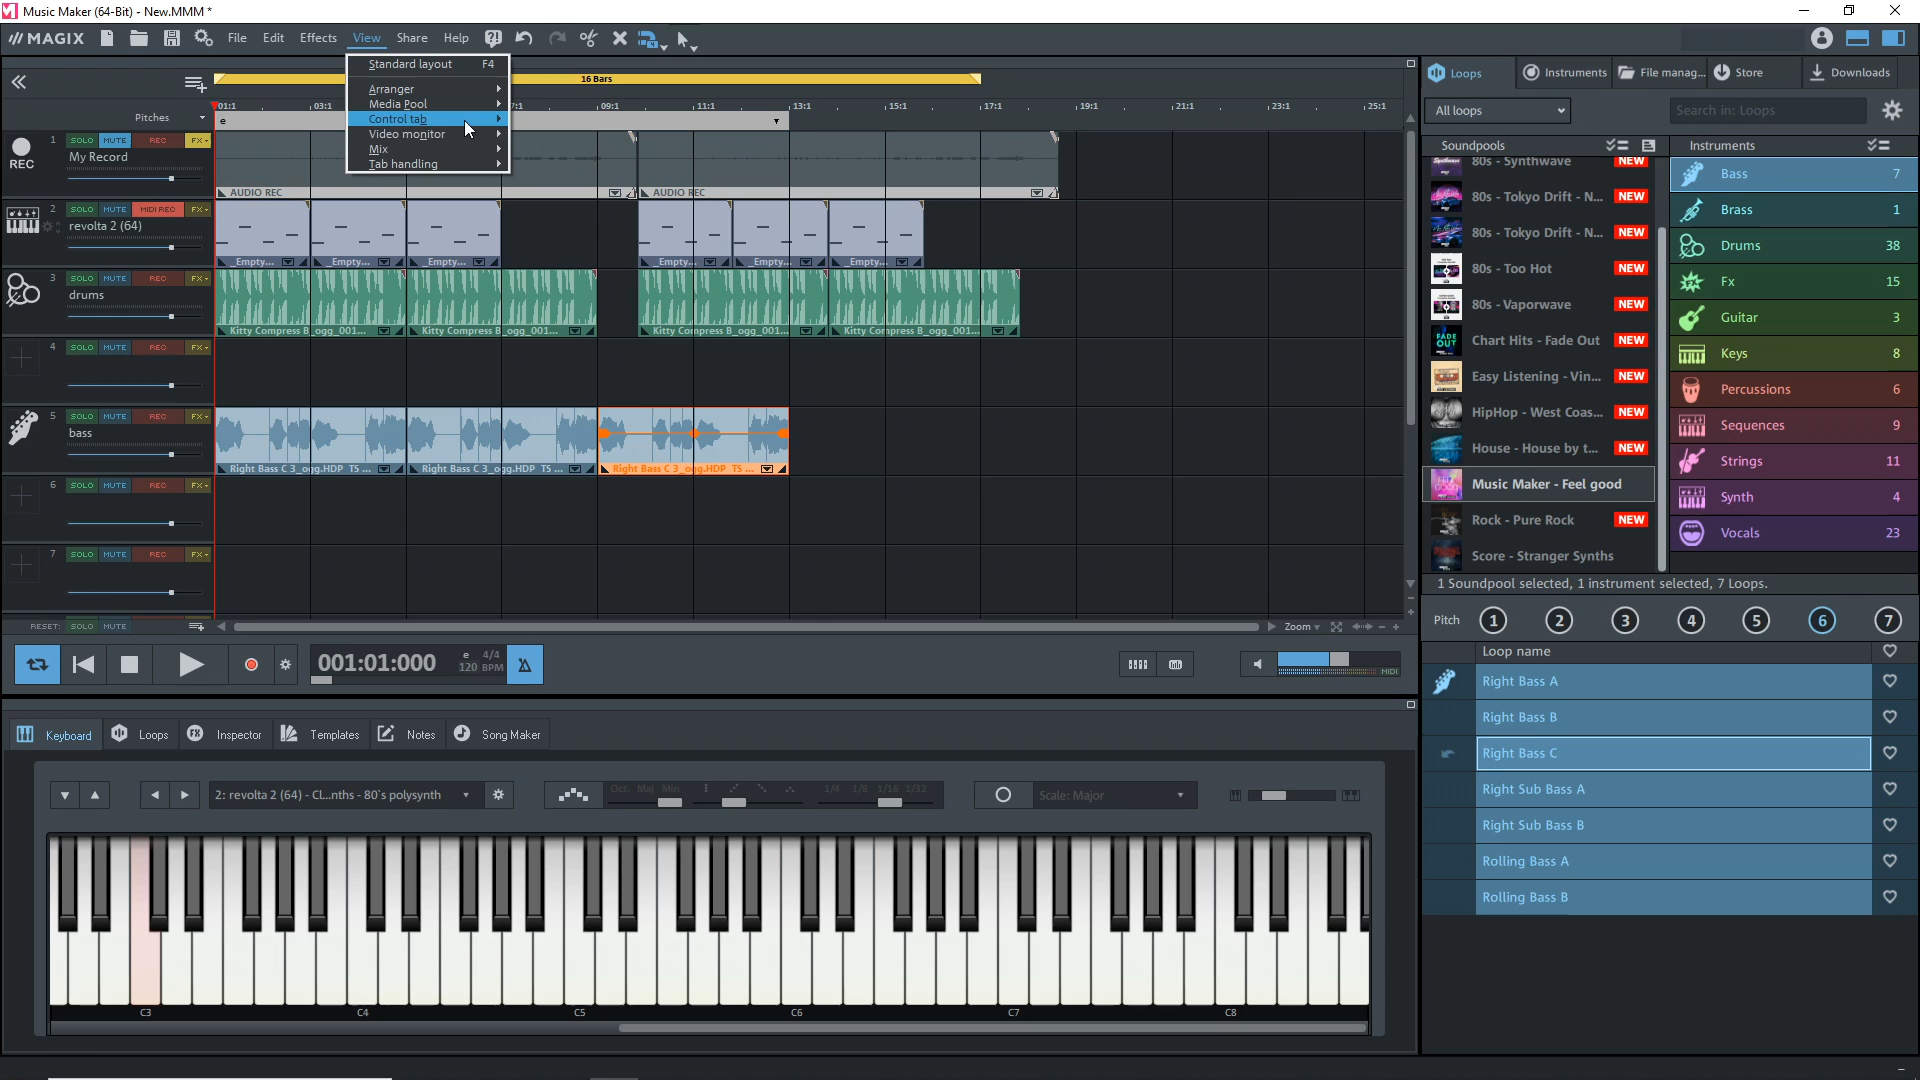 Music Maker (64-Bit) - New.MMM *
MAGIX File Edit Effects View Share Help
Standard layout F4
Arranger
Media Pool
Control tab
Video monitor
Mix
Tab handling
16 Bars
Pitches
01:1 03:1 7:1 09:1 11:1 13:1 15:1 17:1 19:1 21:1 23:1 25:1
e
1 SOLO MUTE REC FX
REC My Record
AUDIO REC AUDIO REC
2 SOLO MUTE MIDI REC FX
revolta 2 (64)
_Empty... _Empty... _Empty... _Empty... _Empty... _Empty...
3 SOLO MUTE REC FX
drums
Kitty Compress B_ogg_001... Kitty Compress B_ogg_001... Kitty Compress B_ogg_001... Kitty Compress B_ogg_001...
4 SOLO MUTE REC FX
5 SOLO MUTE REC FX
bass
Right Bass C 3_ogg.HDP TS ... Right Bass C 3_ogg.HDP TS ... Right Bass C 3_ogg.HDP TS ...
6 SOLO MUTE REC FX
7 SOLO MUTE REC FX
RESET: SOLO MUTE
Zoom
001:01:000 e 4/4
120 BPM
MIDI
Keyboard Loops Inspector Templates Notes Song Maker
FX
2: revolta 2 (64) - Cl...nths - 80`s polysynth
Oct. Maj Min
1/4 1/8 1/16 1/32
Scale: Major
C3 C4 C5 C6 C7 C8
Loops Instruments File manag... Store Downloads
All loops
Search in: Loops
Soundpools
80s - Synthwave NEW
80s - Tokyo Drift - N... NEW
80s - Tokyo Drift - N... NEW
80s - Too Hot NEW
80s - Vaporwave NEW
FADE OUT
Chart Hits - Fade Out NEW
Easy Listening - Vin... NEW
HipHop - West Coas... NEW
House - House by t... NEW
Music Maker - Feel good
Rock - Pure Rock NEW
Score - Stranger Synths
Instruments
Bass 7
Brass 1
Drums 38
Fx 15
Guitar 3
Keys 8
Percussions 6
Sequences 9
Strings 11
Synth 4
Vocals 23
1 Soundpool selected, 1 instrument selected, 7 Loops.
Pitch 1 2 3 4 5 6 7
Loop name
Right Bass A
Right Bass B
Right Bass C
Right Sub Bass A
Right Sub Bass B
Rolling Bass A
Rolling Bass B